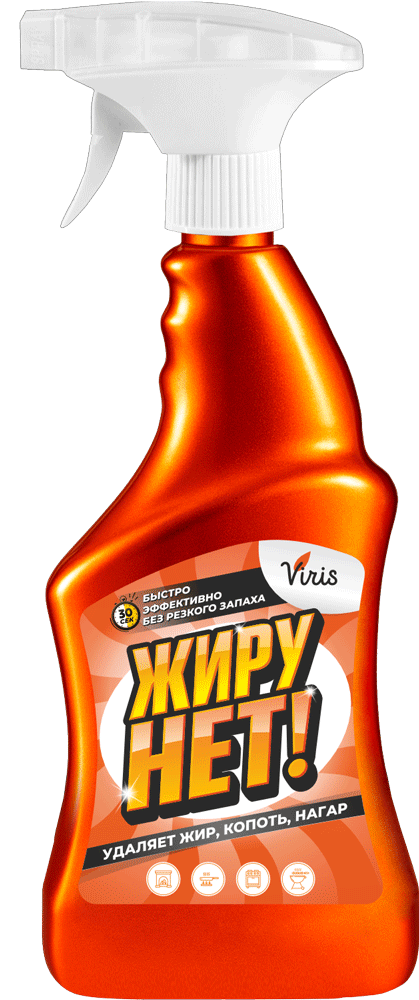 Viris
30
СЕК
БЫСТРО
ЭФФЕКТИВНО
БЕЗ РЕЗКОГО ЗАПАХА
ЖИРУ
НЕТ!
УДАЛЯЕТ ЖИР, КОПОТЬ, НАГАР